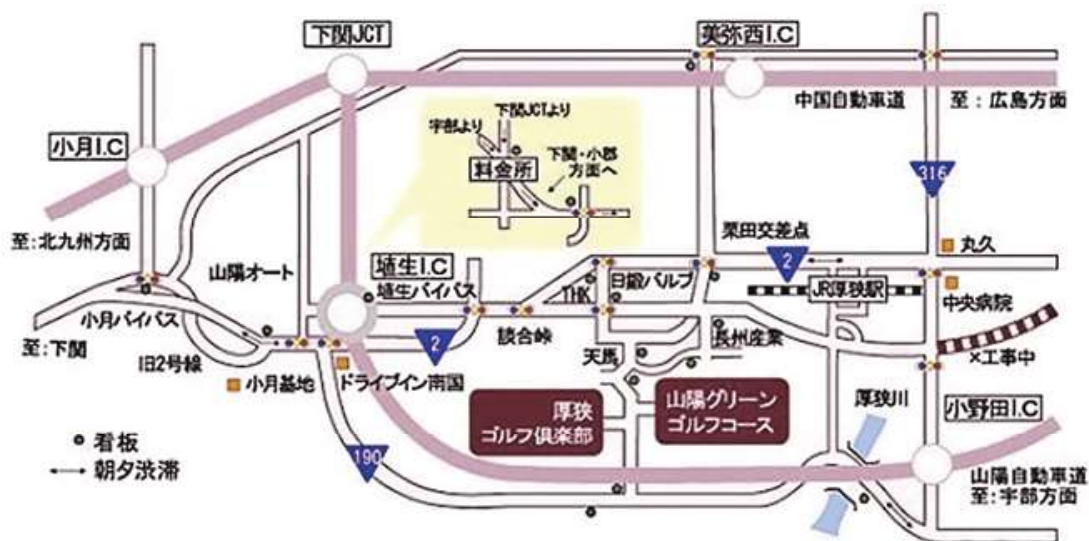 下関JCT
美弥西I.C
中国自動車道
至：広島方面
小月I.C
下関JCTより
宇部より
料金所
下関・小郡
方面へ
316
至：北九州方面
山陽オート
埴生I.C
埴生バイパス
栗田交差点
2
丸久
日鍛バルブ
THK
JR厚狭駅
中央病院
小月バイパス
至：下関
旧2号線
2
談合峠
天馬
長州産業
×工事中
小月基地
ドライブイン南国
厚狭
ゴルフ倶楽部
山陽グリーン
ゴルフコース
厚狭川
小野田I.C
看板
朝夕渋滞
190
山陽自動車道
至：宇部方面